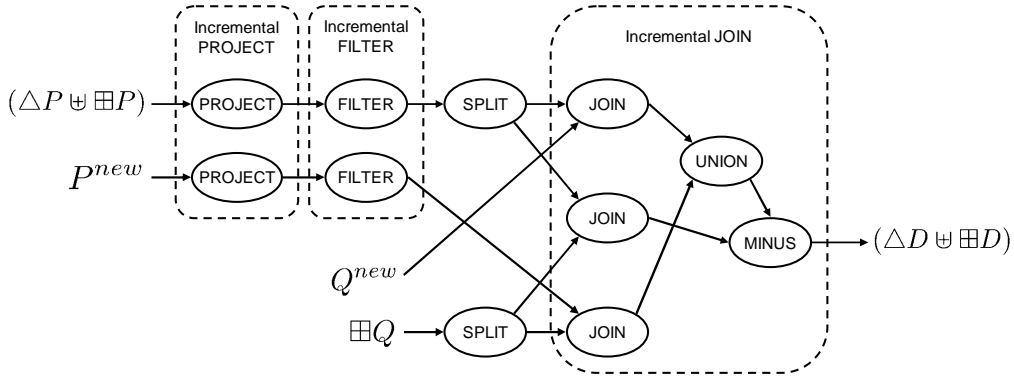 Incremental
PROJECT
Incremental
FILTER
Incremental JOIN
(△P ⊎ ⊞P)
PROJECT
FILTER
SPLIT
JOIN
UNION
P^{new}
PROJECT
FILTER
JOIN
MINUS
(△D ⊎ ⊞D)
Q^{new}
⊞Q
SPLIT
JOIN